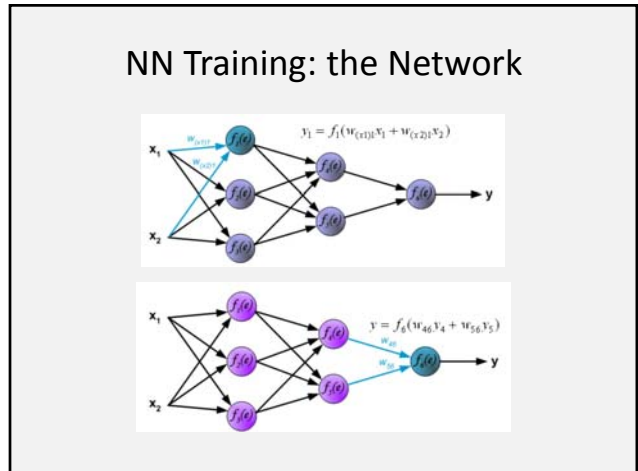 NN Training: the Network
y₁ = f₁(w₍ₓ₁₎₁x₁ + w₍ₓ₂₎₁x₂)
w₍ₓ₁₎₁
w₍ₓ₂₎₁
x₁
x₂
f₁(e)
f₂(e)
f₃(e)
f₄(e)
f₅(e)
f₆(e)
y
y = f₆(w₄₆y₄ + w₅₆y₅)
w₄₆
w₅₆
x₁
x₂
f₁(e)
f₂(e)
f₃(e)
f₄(e)
f₅(e)
f₆(e)
y